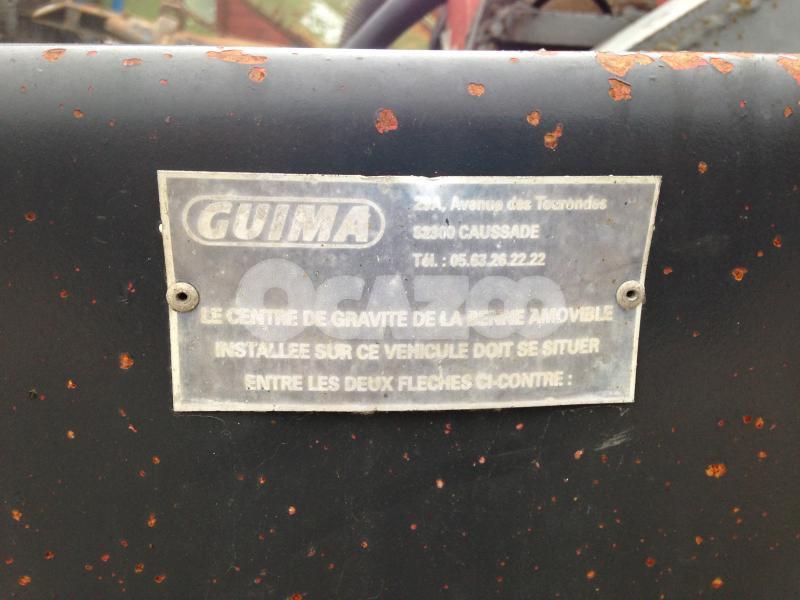 GUIMA
29A, Avenue des Tourondes
82300 CAUSSADE
Tél. : 05.63.26.22.22
OCAZOO
LE CENTRE DE GRAVITE DE LA BENNE AMOVIBLE
INSTALLEE SUR CE VEHICULE DOIT SE SITUER
ENTRE LES DEUX FLECHES CI-CONTRE :